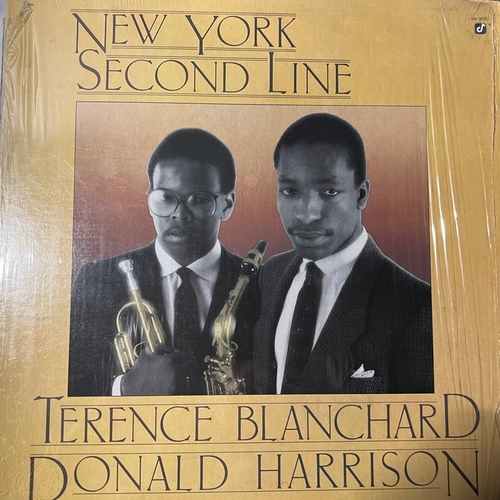 NEW YORK
SECOND LINE
TERENCE BLANCHARD
DONALD HARRISON